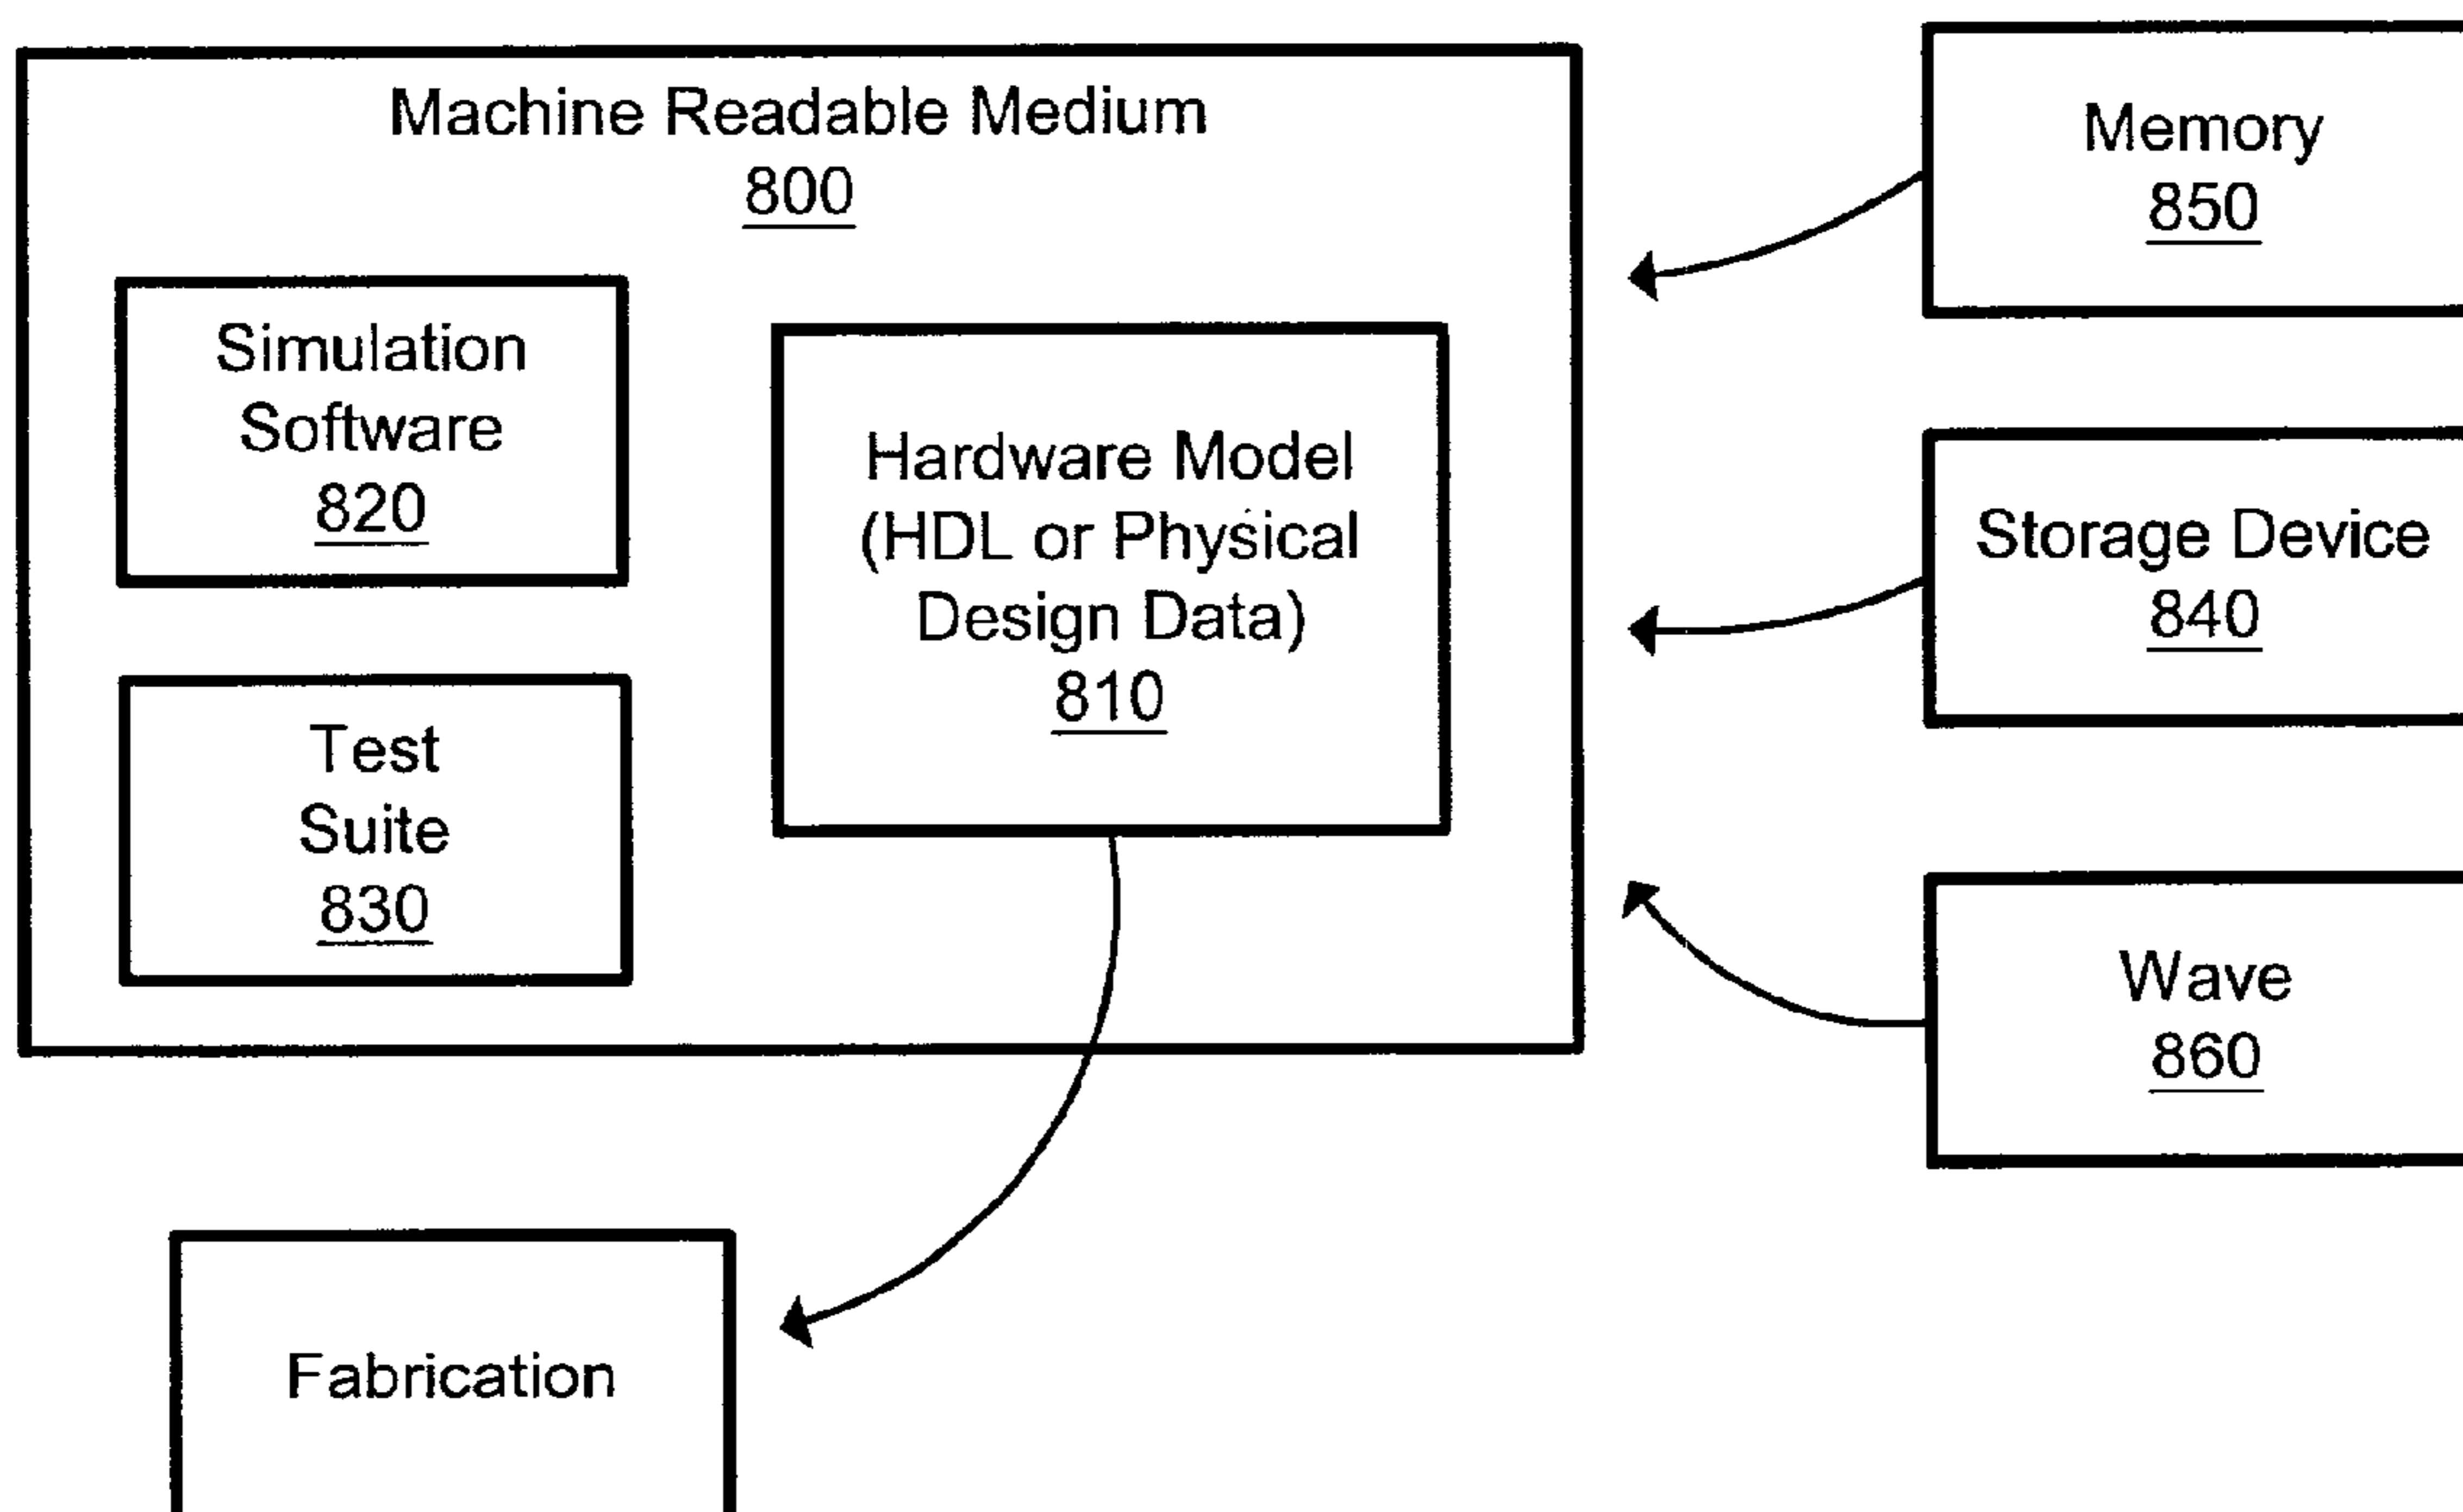 Machine Readable Medium
800
Simulation
Software
820
Hardware Model
(HDL or Physical
Design Data)
810
Test
Suite
830
Memory
850
Storage Device
840
Wave
860
Fabrication